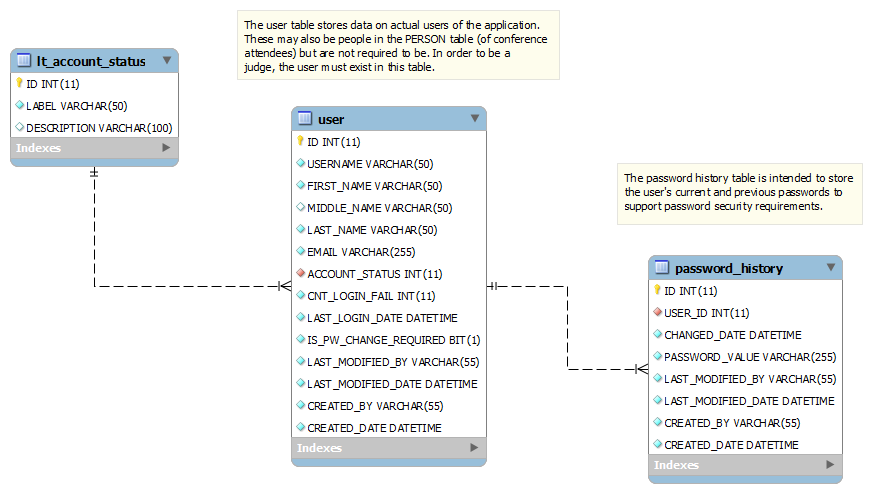 The user table stores data on actual users of the application.
These may also be people in the PERSON table (of conference
attendees) but are not required to be. In order to be a
judge, the user must exist in this table.
lt_account_status
ID INT(11)
LABEL VARCHAR(50)
DESCRIPTION VARCHAR(100)
Indexes
user
ID INT(11)
USERNAME VARCHAR(50)
FIRST_NAME VARCHAR(50)
MIDDLE_NAME VARCHAR(50)
LAST_NAME VARCHAR(50)
EMAIL VARCHAR(255)
ACCOUNT_STATUS INT(11)
CNT_LOGIN_FAIL INT(11)
LAST_LOGIN_DATE DATETIME
IS_PW_CHANGE_REQUIRED BIT(1)
LAST_MODIFIED_BY VARCHAR(55)
LAST_MODIFIED_DATE DATETIME
CREATED_BY VARCHAR(55)
CREATED_DATE DATETIME
Indexes
The password history table is intended to store
the user's current and previous passwords to
support password security requirements.
password_history
ID INT(11)
USER_ID INT(11)
CHANGED_DATE DATETIME
PASSWORD_VALUE VARCHAR(255)
LAST_MODIFIED_BY VARCHAR(55)
LAST_MODIFIED_DATE DATETIME
CREATED_BY VARCHAR(55)
CREATED_DATE DATETIME
Indexes